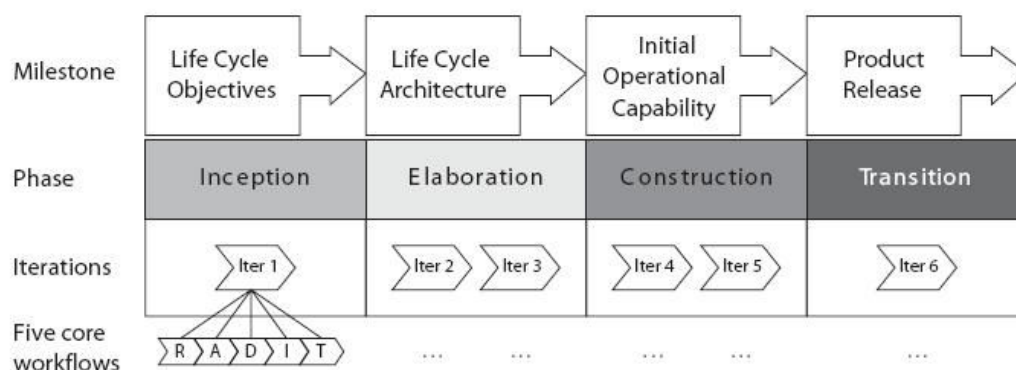 Milestone
Life Cycle
Objectives
Life Cycle
Architecture
Initial
Operational
Capability
Product
Release
Phase
Inception
Elaboration
Construction
Transition
Iterations
Iter 1
Iter 2
Iter 3
Iter 4
Iter 5
Iter 6
Five core
workflows
R A D I T
... ... ... ... ...